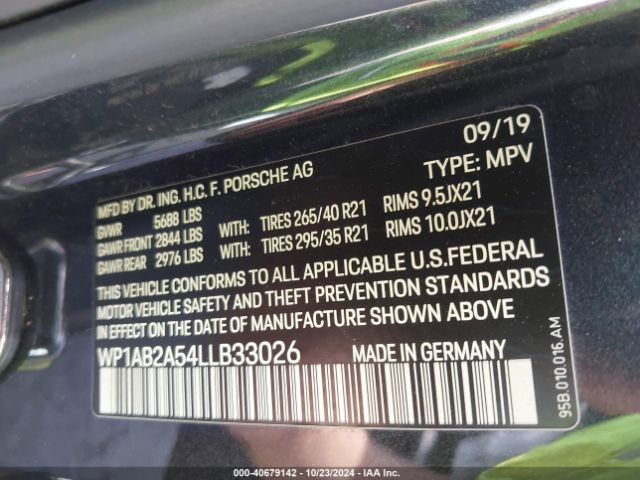 09/19
MFD BY DR. ING. H.C. F. PORSCHE AG TYPE: MPV
GVWR 5688 LBS WITH: TIRES 265/40 R21 RIMS 9.5JX21
GAWR FRONT 2844 LBS WITH: TIRES 295/35 R21 RIMS 10.0JX21
GAWR REAR 2976 LBS
THIS VEHICLE CONFORMS TO ALL APPLICABLE U.S.FEDERAL
MOTOR VEHICLE SAFETY AND THEFT PREVENTION STANDARDS
IN EFFECT ON THE DATE OF MANUFACTURE SHOWN ABOVE
WP1AB2A54LLB33026 MADE IN GERMANY
95B.010.016.AM
000-40679142 | 10/23/2024 | IAA Inc.